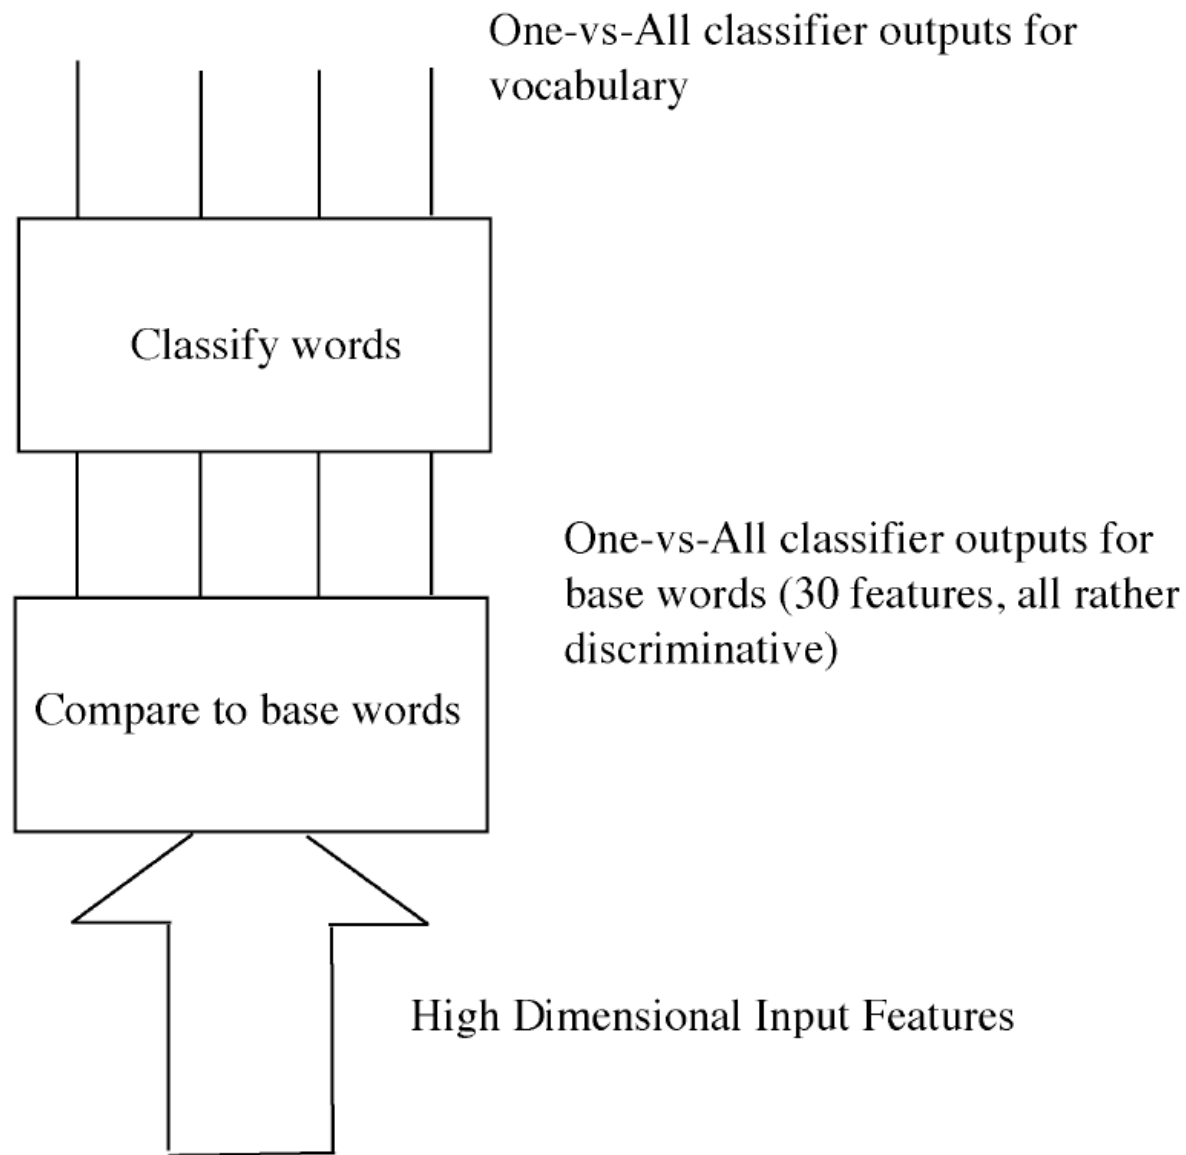 One-vs-All classifier outputs for
vocabulary
Classify words
One-vs-All classifier outputs for
base words (30 features, all rather
discriminative)
Compare to base words
High Dimensional Input Features